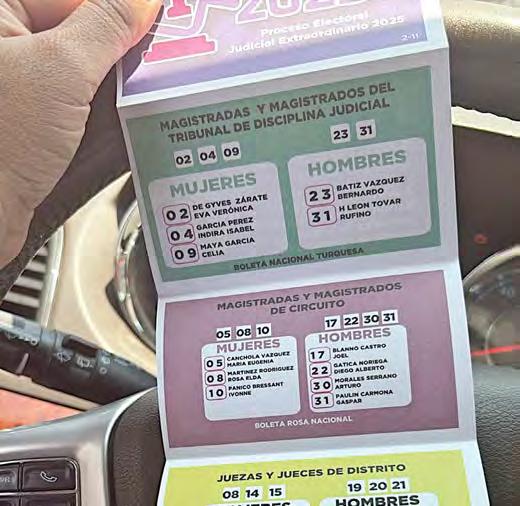 2025
Proceso Electoral
Judicial Extraordinario 2025
2-11
MAGISTRADAS Y MAGISTRADOS DEL
TRIBUNAL DE DISCIPLINA JUDICIAL
02 04 09
23 31
MUJERES
02 DE GYVES ZÁRATE
EVA VERÓNICA
04 GARCIA PEREZ
INDIRA ISABEL
09 MAYA GARCIA
CELIA
HOMBRES
23 BATIZ VAZQUEZ
BERNARDO
31 H LEON TOVAR
RUFINO
BOLETA NACIONAL TURQUESA
MAGISTRADAS Y MAGISTRADOS
DE CIRCUITO
05 08 10
17 22 30 31
MUJERES
05 CANCHOLA VAZQUEZ
MARIA EUGENIA
08 MARTINEZ RODRIGUEZ
ROSA ELDA
10 PANICO BRESSANT
IVONNE
HOMBRES
17 BLANNO CASTRO
JOEL
22 GATICA NORIEGA
DIEGO ALBERTO
30 MORALES SERRANO
ARTURO
31 PAULIN CARMONA
GASPAR
BOLETA ROSA NACIONAL
JUEZAS Y JUECES DE DISTRITO
08 14 15
19 20 21
MUJERES
HOMBRES